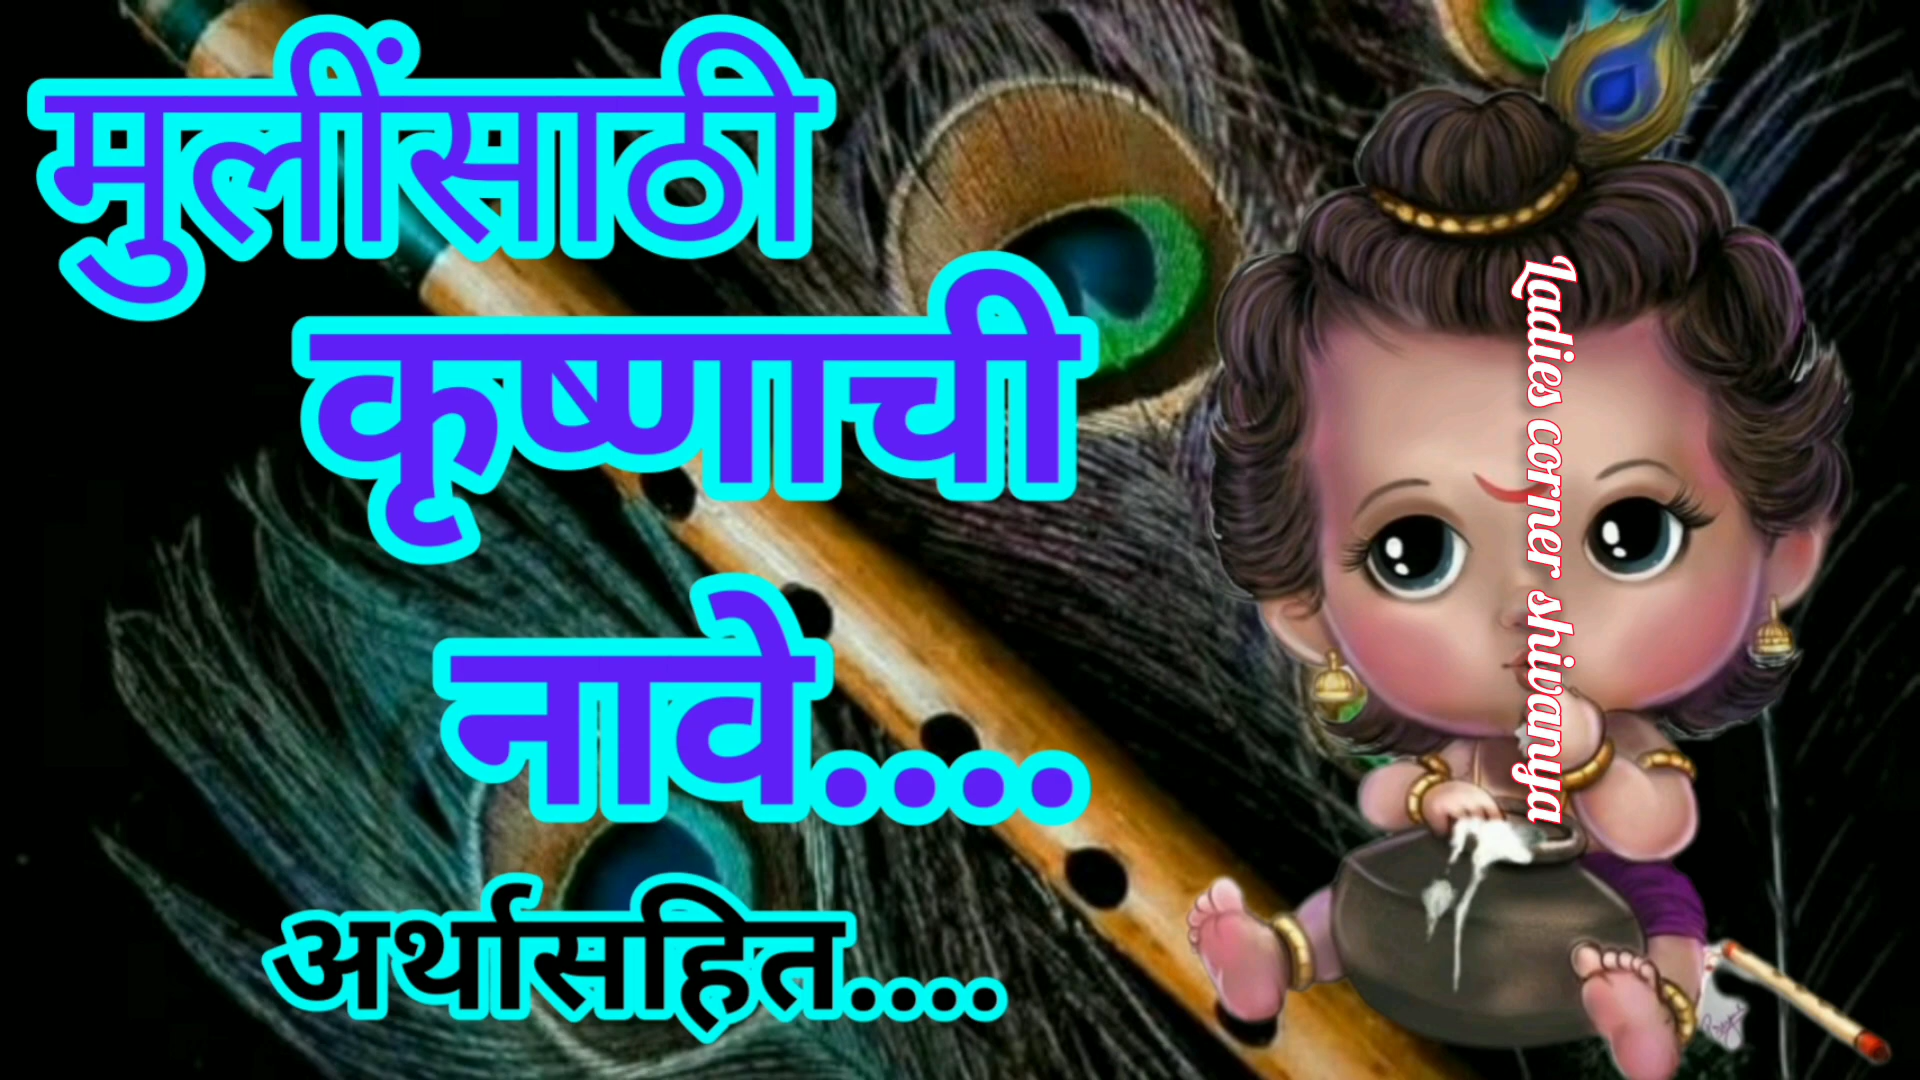 मुलींसाठी
कृष्णाची
नावे....
अर्थासहित....
Ladies corner shivanya